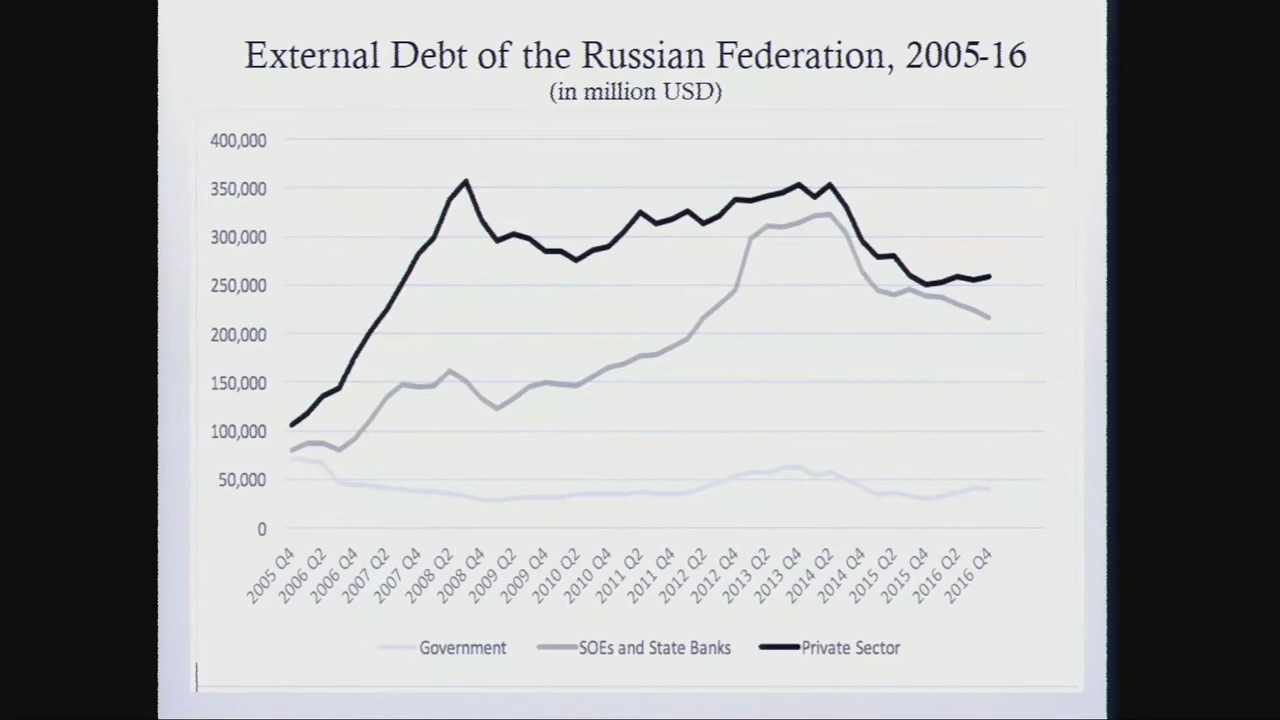 External Debt of the Russian Federation, 2005-16
(in million USD)
400,000
350,000
300,000
250,000
200,000
150,000
100,000
50,000
0
2005 Q4
2006 Q2
2006 Q4
2007 Q2
2007 Q4
2008 Q2
2008 Q4
2009 Q2
2009 Q4
2010 Q2
2010 Q4
2011 Q2
2011 Q4
2012 Q2
2012 Q4
2013 Q2
2013 Q4
2014 Q2
2014 Q4
2015 Q2
2015 Q4
2016 Q2
2016 Q4
Government
SOEs and State Banks
Private Sector